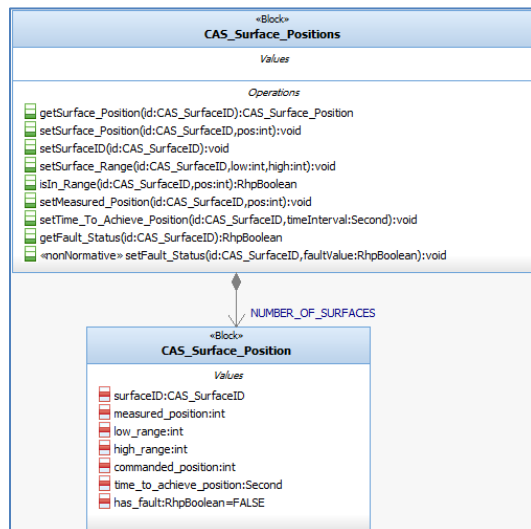 «Block»
CAS_Surface_Positions
Values
Operations
getSurface_Position(id:CAS_SurfaceID):CAS_Surface_Position
setSurface_Position(id:CAS_SurfaceID,pos:int):void
setSurfaceID(id:CAS_SurfaceID):void
setSurface_Range(id:CAS_SurfaceID,low:int,high:int):void
isIn_Range(id:CAS_SurfaceID,pos:int):RhpBoolean
setMeasured_Position(id:CAS_SurfaceID,pos:int):void
setTime_To_Achieve_Position(id:CAS_SurfaceID,timeInterval:Second):void
getFault_Status(id:CAS_SurfaceID):RhpBoolean
«nonNormative» setFault_Status(id:CAS_SurfaceID,faultValue:RhpBoolean):void
NUMBER_OF_SURFACES
«Block»
CAS_Surface_Position
Values
surfaceID:CAS_SurfaceID
measured_position:int
low_range:int
high_range:int
commanded_position:int
time_to_achieve_position:Second
has_fault:RhpBoolean=FALSE